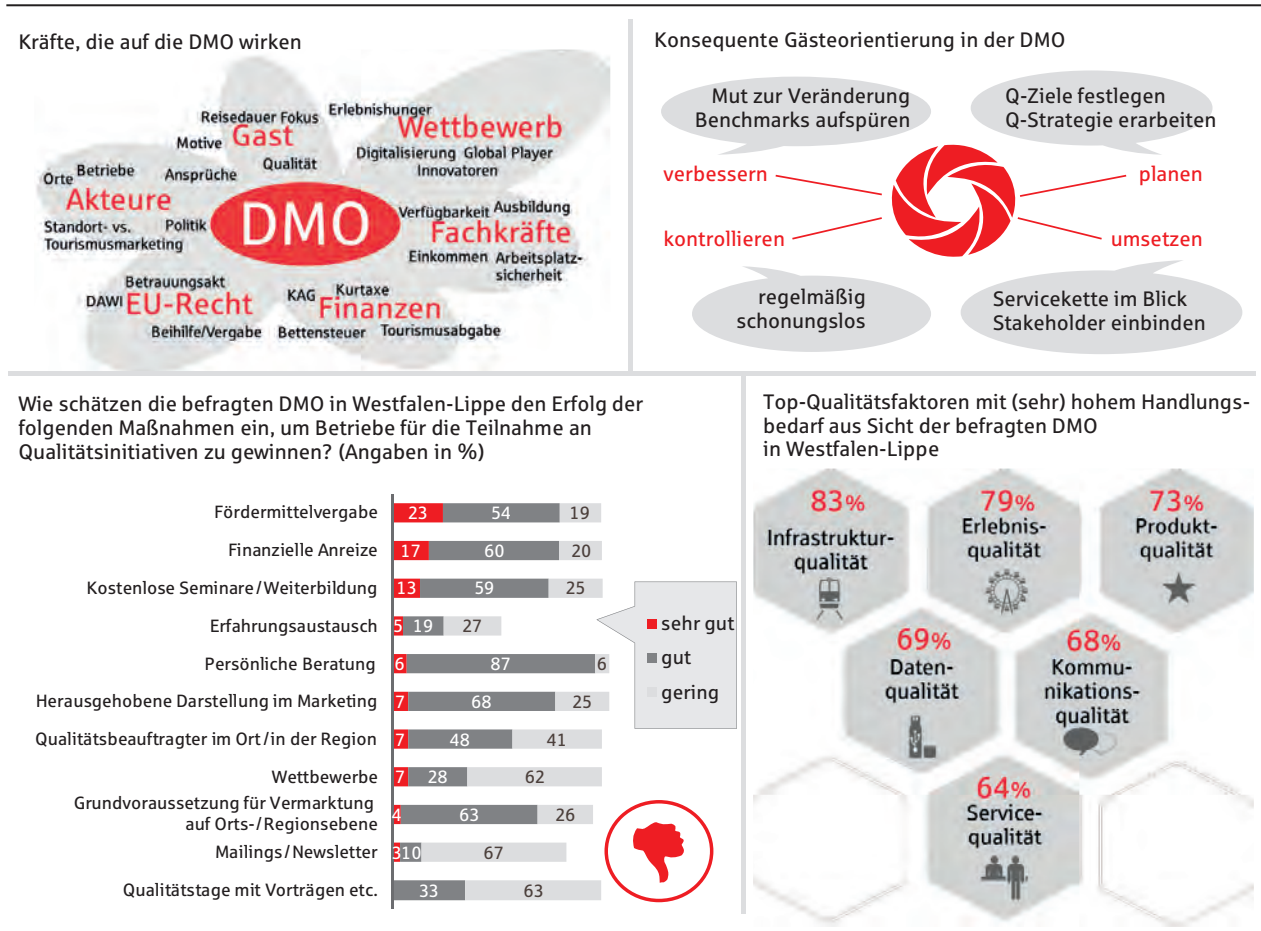 Kräfte, die auf die DMO wirken
Reisedauer Fokus
Erlebnishunger
Motive
Gast
Wettbewerb
Qualität
Digitalisierung Global Player
Innovatoren
Orte
Betriebe
Ansprüche
Akteure
DMO
Verfügbarkeit
Ausbildung
Standort- vs.
Tourismusmarketing
Politik
Fachkräfte
Einkommen
Arbeitsplatz-
sicherheit
Betrauungsakt
DAWI
EU-Recht
Beihilfe/Vergabe
KAG
Kurtaxe
Finanzen
Bettensteuer
Tourismusabgabe
Konsequente Gästeorientierung in der DMO
Mut zur Veränderung
Benchmarks aufspüren
Q-Ziele festlegen
Q-Strategie erarbeiten
verbessern
planen
kontrollieren
umsetzen
regelmäßig
schonungslos
Servicekette im Blick
Stakeholder einbinden
Wie schätzen die befragten DMO in Westfalen-Lippe den Erfolg der
folgenden Maßnahmen ein, um Betriebe für die Teilnahme an
Qualitätsinitiativen zu gewinnen? (Angaben in %)
Fördermittelvergabe 23 54 19
Finanzielle Anreize 17 60 20
Kostenlose Seminare/Weiterbildung 13 59 25
Erfahrungsaustausch 5 19 27
Persönliche Beratung 6 87 6
Herausgehobene Darstellung im Marketing 7 68 25
Qualitätsbeauftragter im Ort/in der Region 7 48 41
Wettbewerbe 7 28 62
Grundvoraussetzung für Vermarktung
auf Orts-/Regionsebene 4 63 26
Mailings/Newsletter 3 10 67
Qualitätstage mit Vorträgen etc. 33 63
sehr gut
gut
gering
Top-Qualitätsfaktoren mit (sehr) hohem Handlungs-
bedarf aus Sicht der befragten DMO
in Westfalen-Lippe
83%
Infrastruktur-
qualität
79%
Erlebnis-
qualität
73%
Produkt-
qualität
69%
Daten-
qualität
68%
Kommu-
nikations-
qualität
64%
Service-
qualität